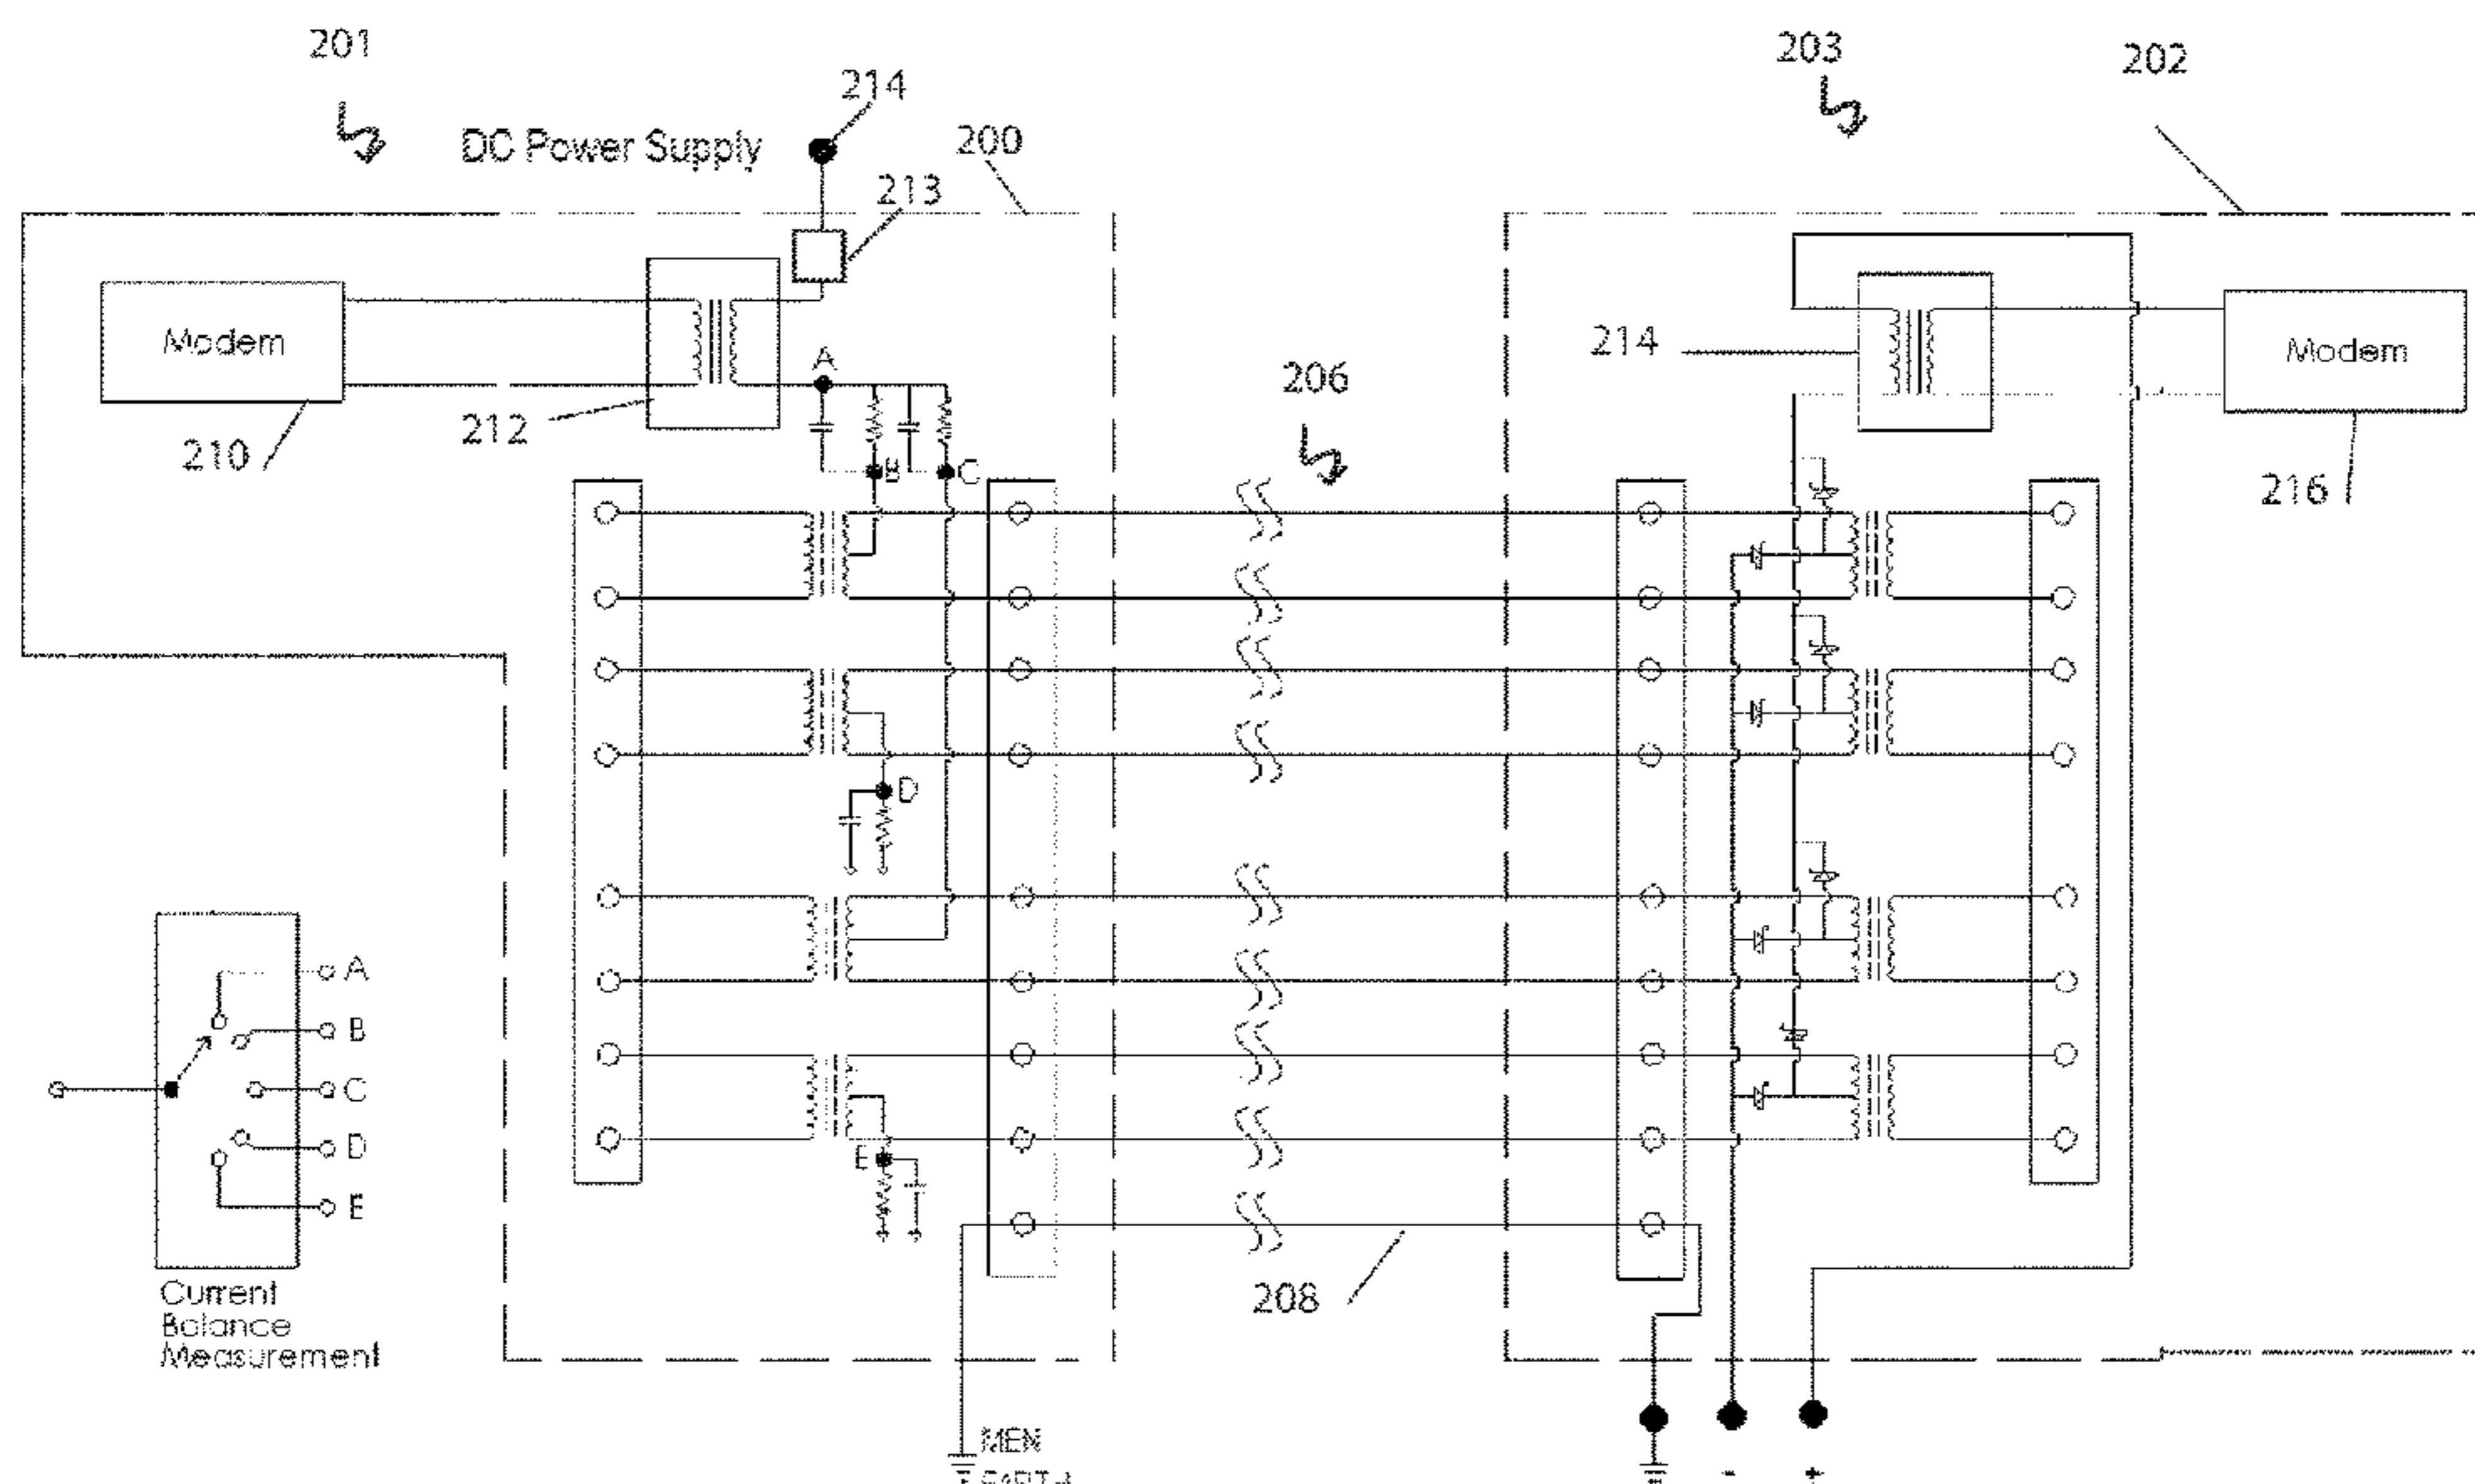 201
203
202
214
DC Power Supply
200
213
Modem
A
214
Modem
206
212
210
B
C
216
D
A
B
C
D
E
E
Current
Balance
Measurement
208
MEN
EARTH
-
+